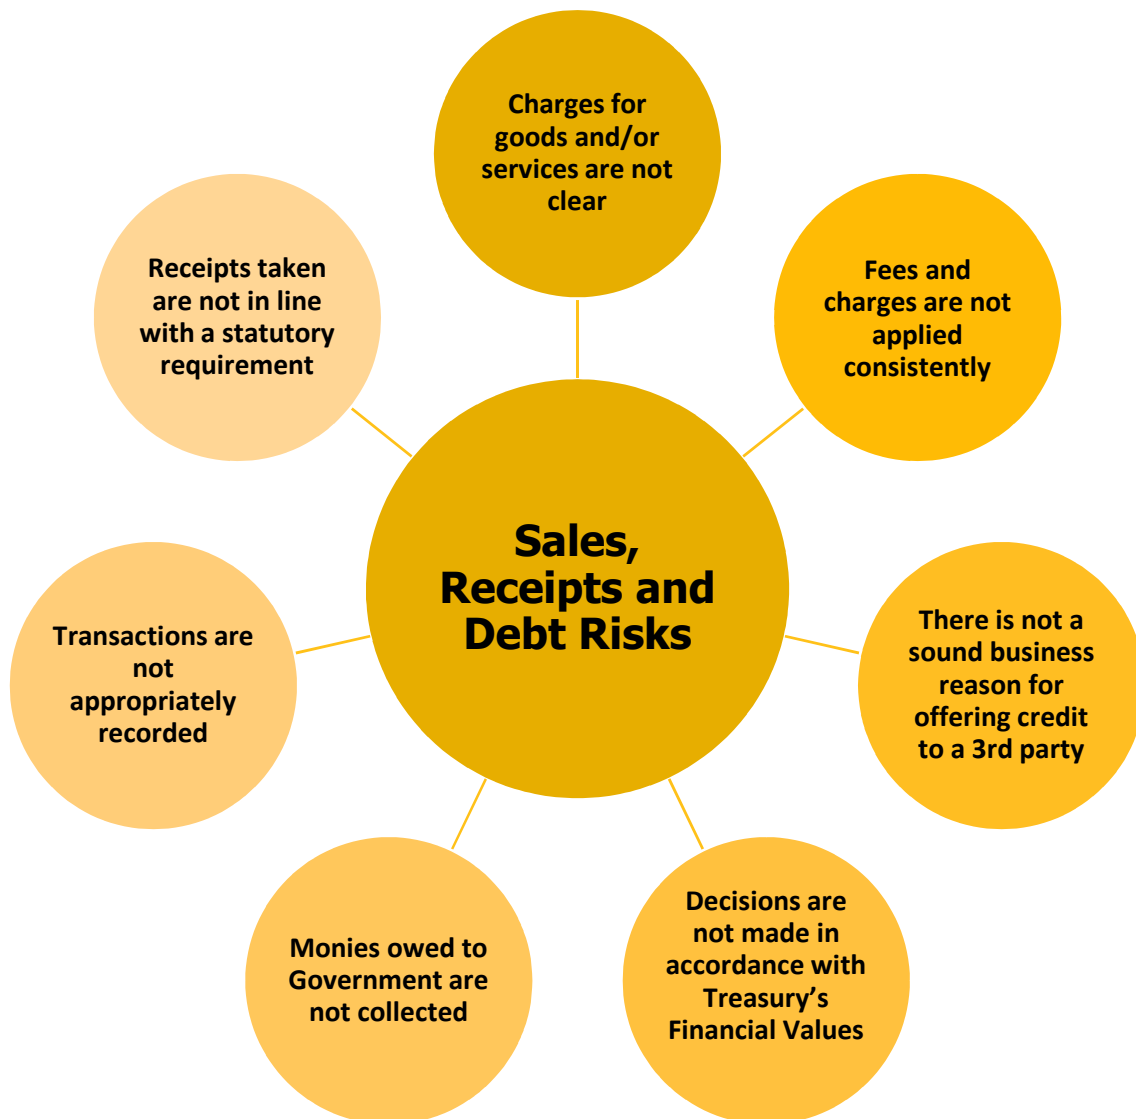 Charges for
goods and/or
services are not
clear
Fees and
charges are not
applied
consistently
There is not a
sound business
reason for
offering credit
to a 3rd party
Decisions are
not made in
accordance with
Treasury’s
Financial Values
Monies owed to
Government are
not collected
Transactions are
not
appropriately
recorded
Receipts taken
are not in line
with a statutory
requirement
Sales,
Receipts and
Debt Risks